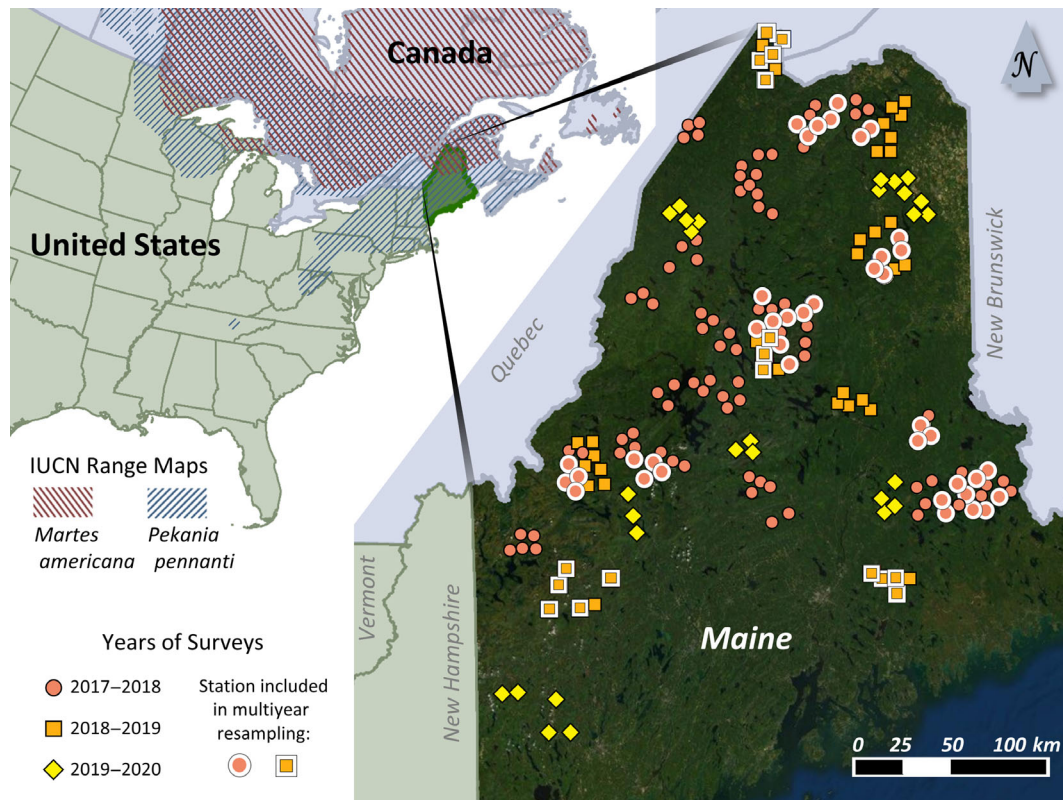 Canada
N
United States
Quebec
New Brunswick
IUCN Range Maps
Martes
americana
Pekania
pennanti
Vermont
New Hampshire
Maine
Years of Surveys
2017–2018
2018–2019
2019–2020
Station included
in multiyear
resampling:
0 25 50 100 km